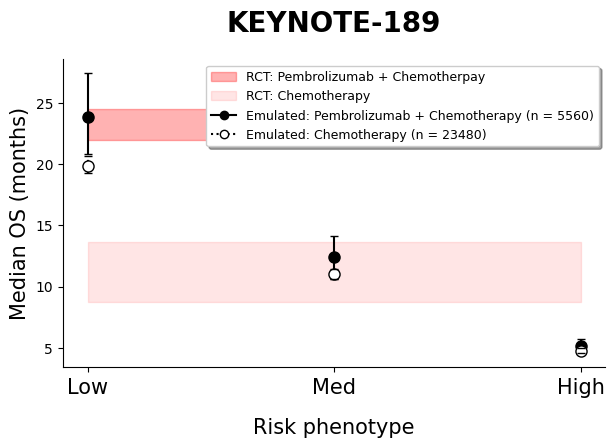 KEYNOTE-189
RCT: Pembrolizumab + Chemotherpay
RCT: Chemotherapy
Emulated: Pembrolizumab + Chemotherapy (n = 5560)
Emulated: Chemotherapy (n = 23480)
Median OS (months)
25
20
15
10
5
Low Med High
Risk phenotype